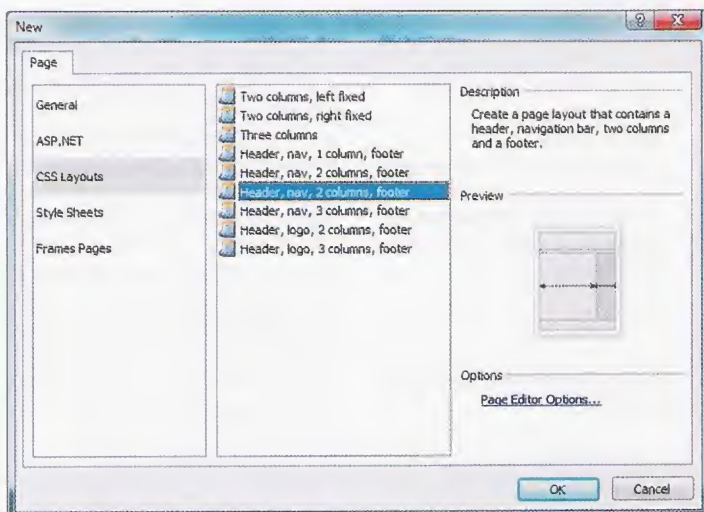 New
Page
General
ASP.NET
CSS Layouts
Style Sheets
Frames Pages
Two columns, left fixed
Two columns, right fixed
Three columns
Header, nav, 1 column, footer
Header, nav, 2 columns, footer
Header, nav, 2 columns, footer
Header, nav, 3 columns, footer
Header, logo, 2 columns, footer
Header, logo, 3 columns, footer
Description
Create a page layout that contains a
header, navigation bar, two columns
and a footer.
Preview
Options
Page Editor Options...
OK
Cancel